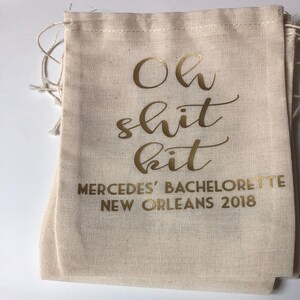 Oh
shit
kit
MERCEDES' BACHELORETTE
NEW ORLEANS 2018